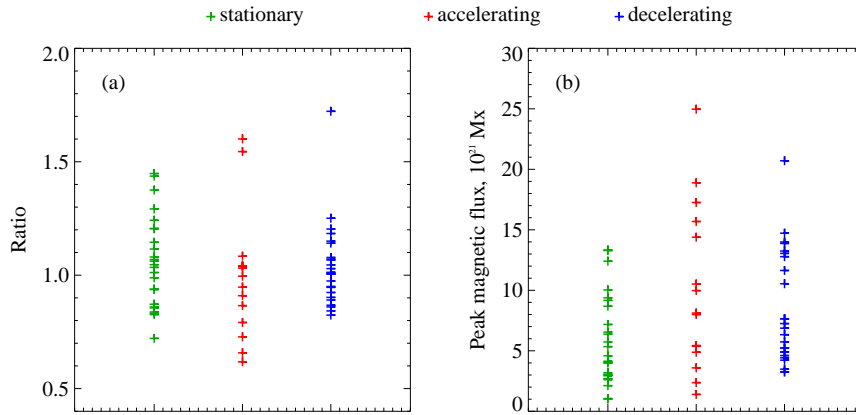 + stationary + accelerating + decelerating
(a)
Ratio
2.0
1.5
1.0
0.5
(b)
Peak magnetic flux, 10²¹ Mx
30
25
20
15
10
5
0